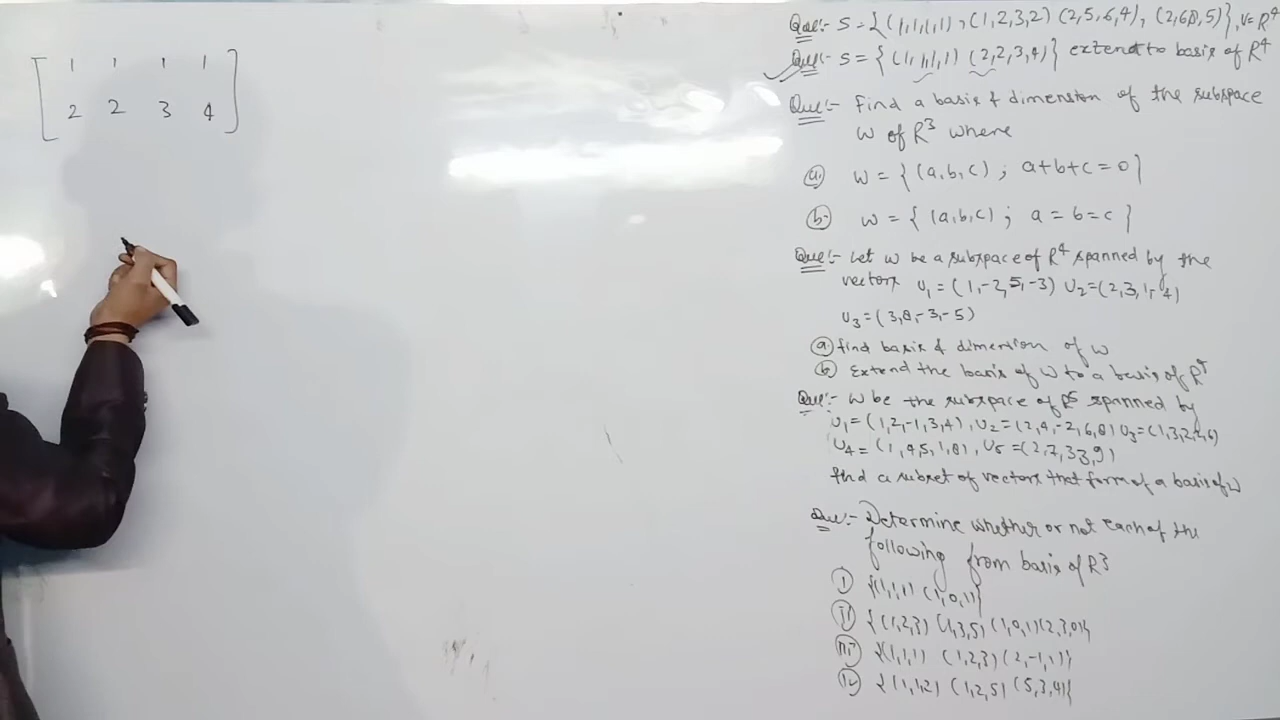 1 1 1 1
2 2 3 4
Que:- S = {(1,1,1,1), (1,2,3,2) (2,5,6,4), (2,6,8,5)}, V = R⁴
Que:- S = {(1,1,1,1) (2,2,3,4)} extend to basis of R⁴
Que:- Find a basis & dimension of the subspace
W of R³ where
a. W = {(a,b,c) ; a+b+c=0}
b. W = {(a,b,c) ; a=b=c}
Que:- Let W be a subspace of R⁴ spanned by the
vectors U₁ = (1,-2,5,-3) U₂=(2,3,1,-4)
U₃=(3,8,-3,-5)
a. find basis & dimension of W
b. Extend the basis of W to a basis of
Que:- W be the subspace of R⁵ spanned by
U₁=(1,2,-1,3,4), U₂=(2,4,-2,6,8) U₃=(1,3,2,2,6)
U₄=(1,4,5,1,8), U₅=(2,7,3,3,9)
find a subset of vectors that form of a basis of W
Que:- Determine whether or not each of the
following from basis of R³
i {(1,1,1) (1,0,1)}
ii {(1,2,3) (1,3,5) (1,0,1)(2,3,0)}
iii {(1,1,1) (1,2,3) (2,-1,1)}
iv {(1,1,2) (1,2,5) (5,3,4)}